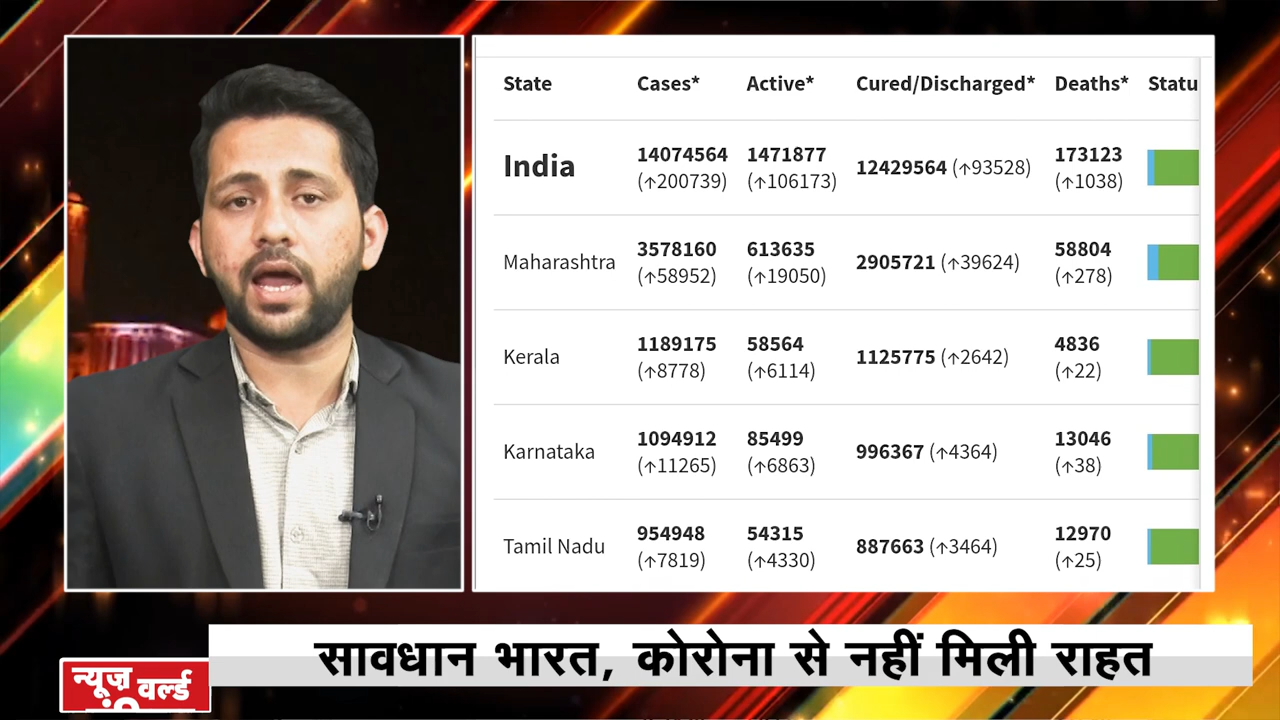 State Cases* Active* Cured/Discharged* Deaths* Statu
India 14074564 (↑200739) 1471877 (↑106173) 12429564 (↑93528) 173123 (↑1038)
Maharashtra 3578160 (↑58952) 613635 (↑19050) 2905721 (↑39624) 58804 (↑278)
Kerala 1189175 (↑8778) 58564 (↑6114) 1125775 (↑2642) 4836 (↑22)
Karnataka 1094912 (↑11265) 85499 (↑6863) 996367 (↑4364) 13046 (↑38)
Tamil Nadu 954948 (↑7819) 54315 (↑4330) 887663 (↑3464) 12970 (↑25)
सावधान भारत, कोरोना से नहीं मिली राहत
न्यूज़ वर्ल्ड